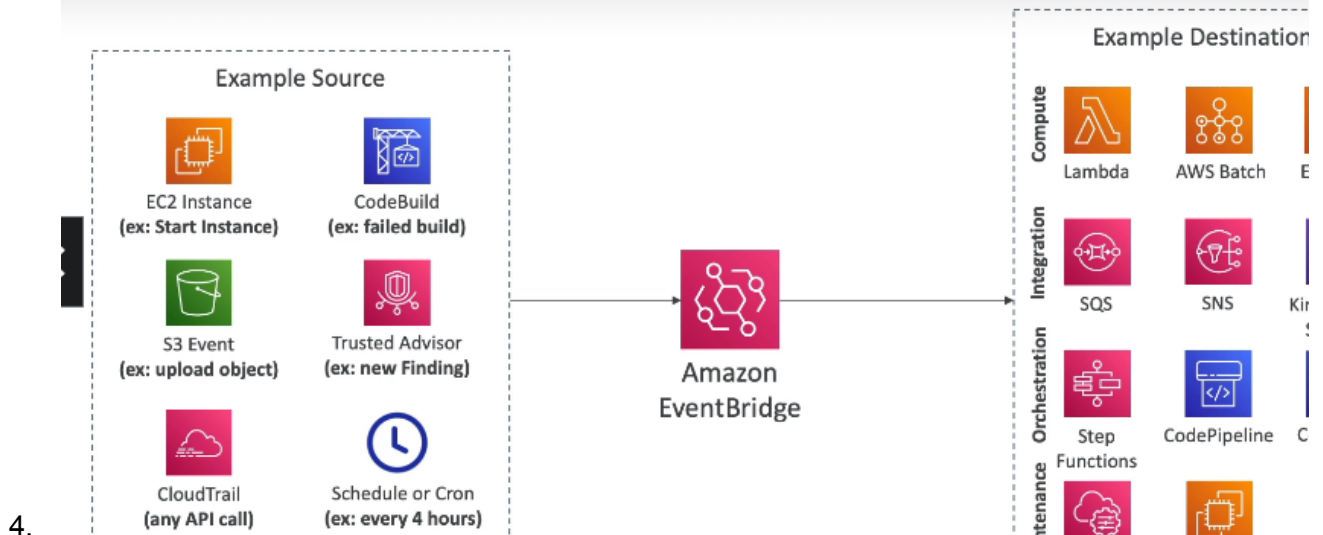 Example Source
EC2 Instance
(ex: Start Instance)
CodeBuild
(ex: failed build)
S3 Event
(ex: upload object)
Trusted Advisor
(ex: new Finding)
CloudTrail
(any API call)
Schedule or Cron
(ex: every 4 hours)
Amazon
EventBridge
Example Destination
Compute
Lambda
AWS Batch
Integration
SQS
SNS
Orchestration
Step
Functions
CodePipeline
4.